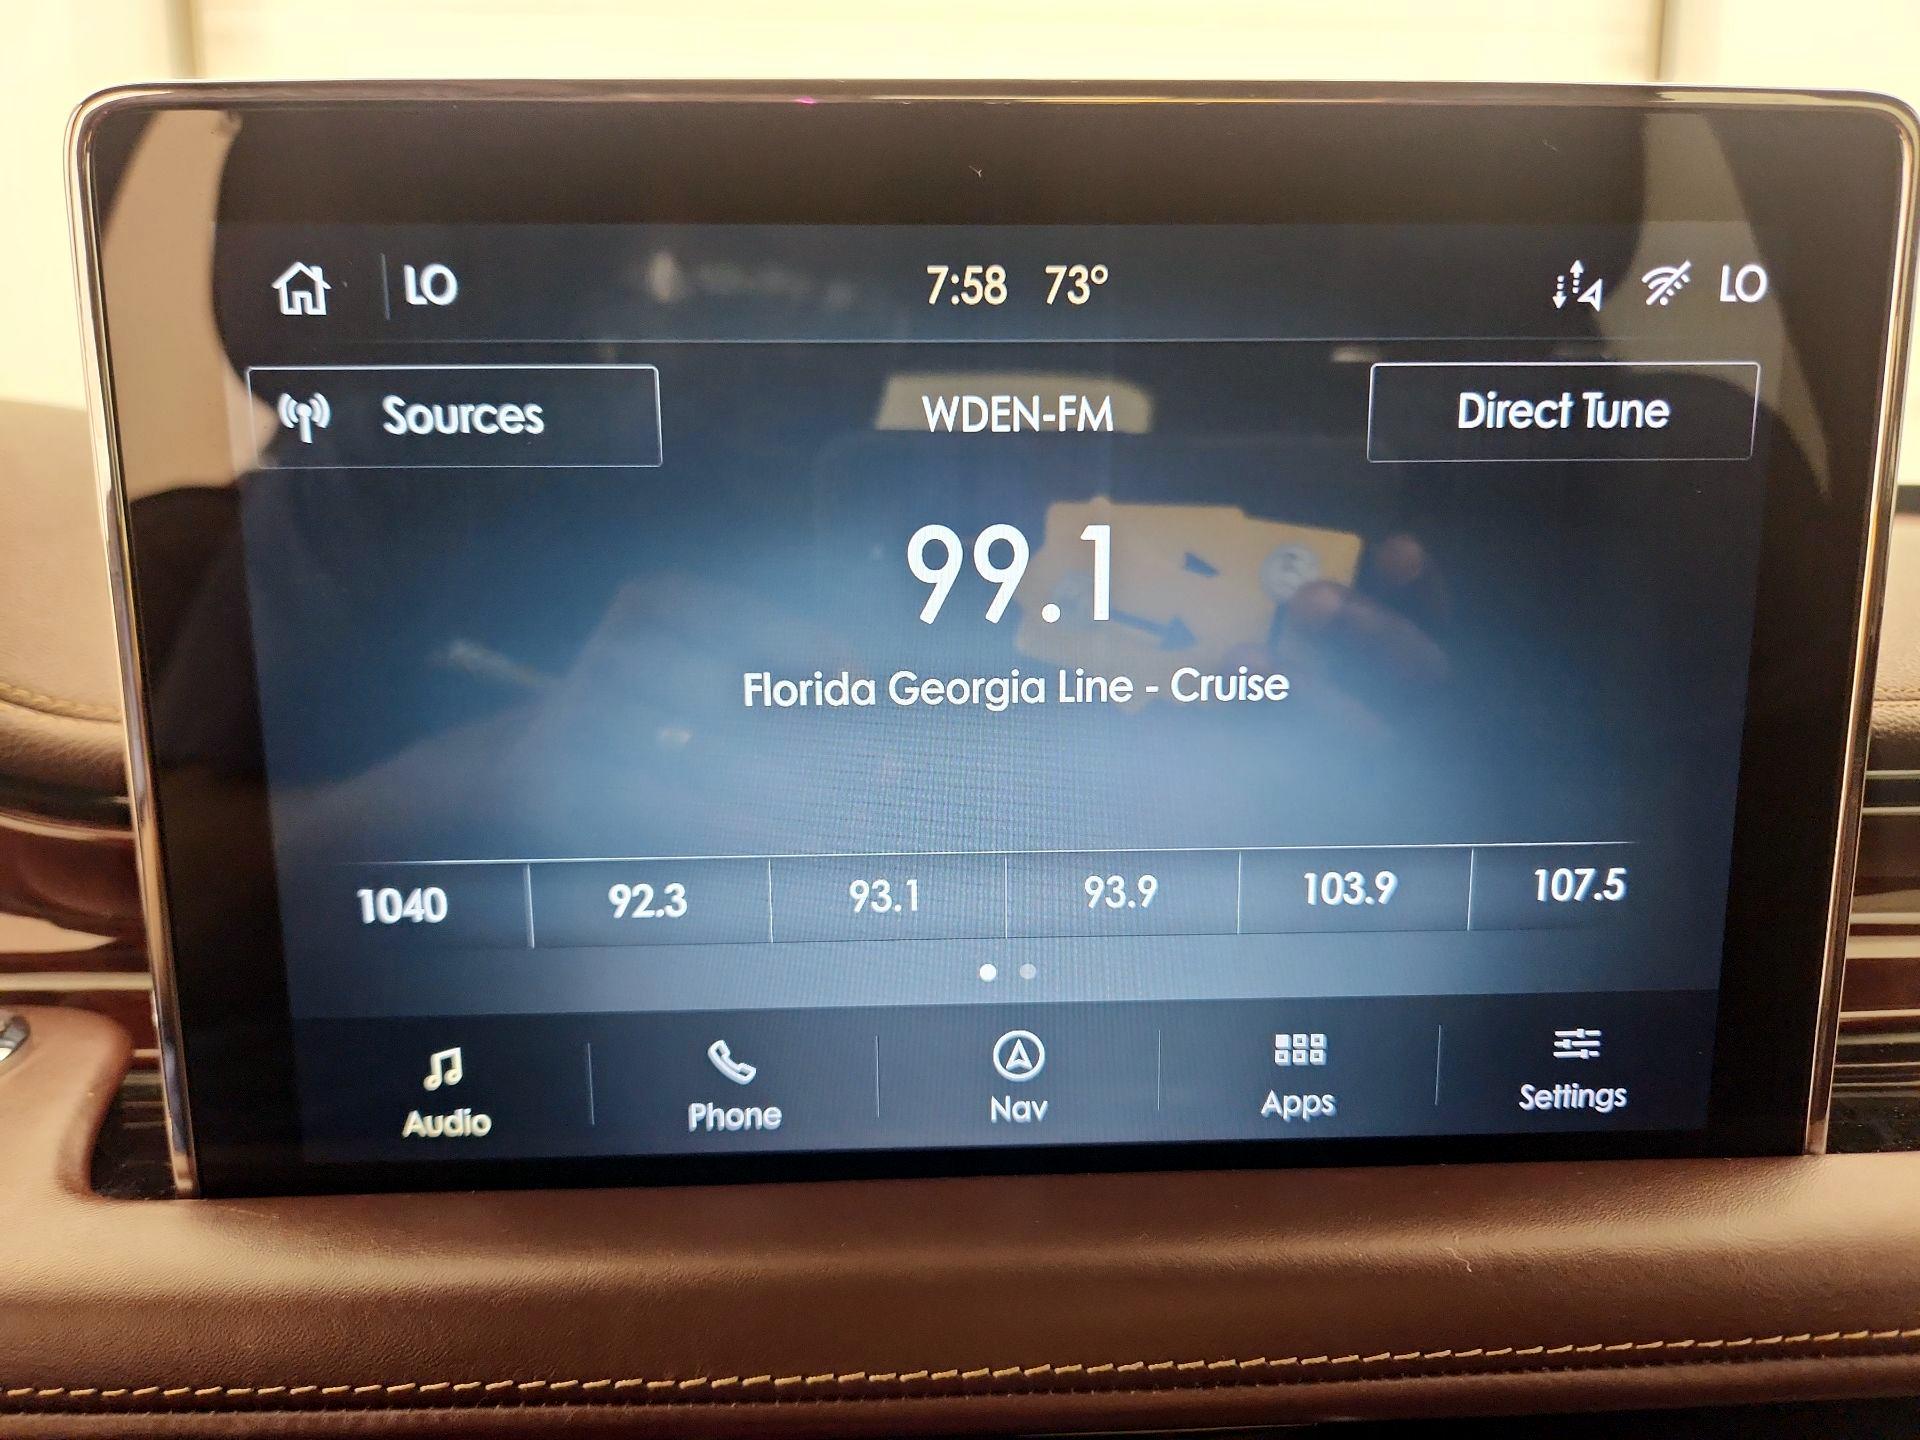 LO 7:58 73° LO
Sources WDEN-FM Direct Tune
99.1
Florida Georgia Line - Cruise
1040 92.3 93.1 93.9 103.9 107.5
Audio Phone Nav Apps Settings